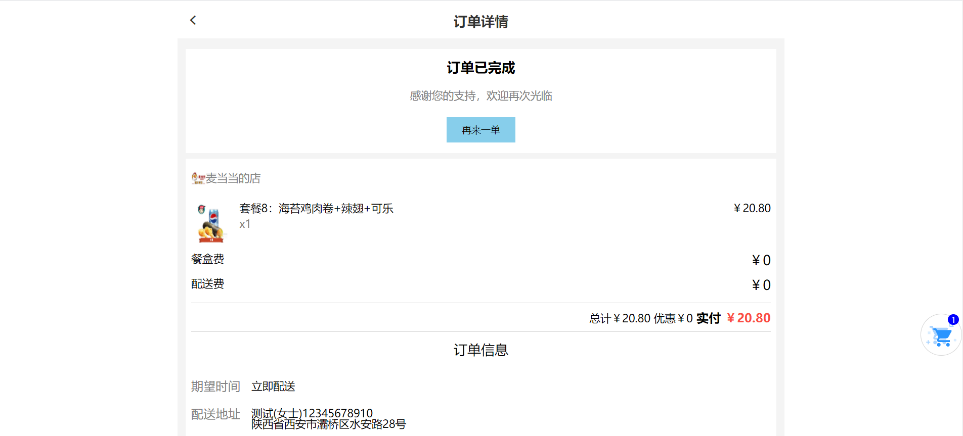 订单详情
订单已完成
感谢您的支持，欢迎再次光临
再来一单
麦当当的店
套餐8：海苔鸡肉卷+辣翅+可乐 ￥20.80
x1
餐盒费 ￥0
配送费 ￥0
总计￥20.80 优惠￥0 实付 ￥20.80
1
订单信息
期望时间 立即配送
配送地址 测试(女士)12345678910
陕西省西安市灞桥区水安路28号